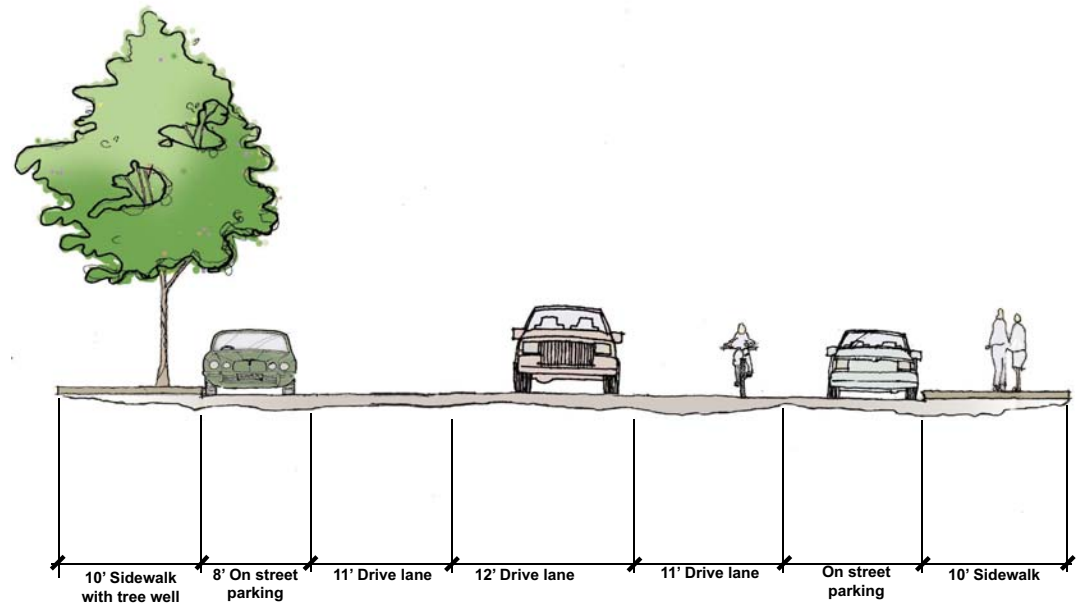 10’ Sidewalk
with tree well
8’ On street
parking
11’ Drive lane
12’ Drive lane
11’ Drive lane
On street
parking
10’ Sidewalk